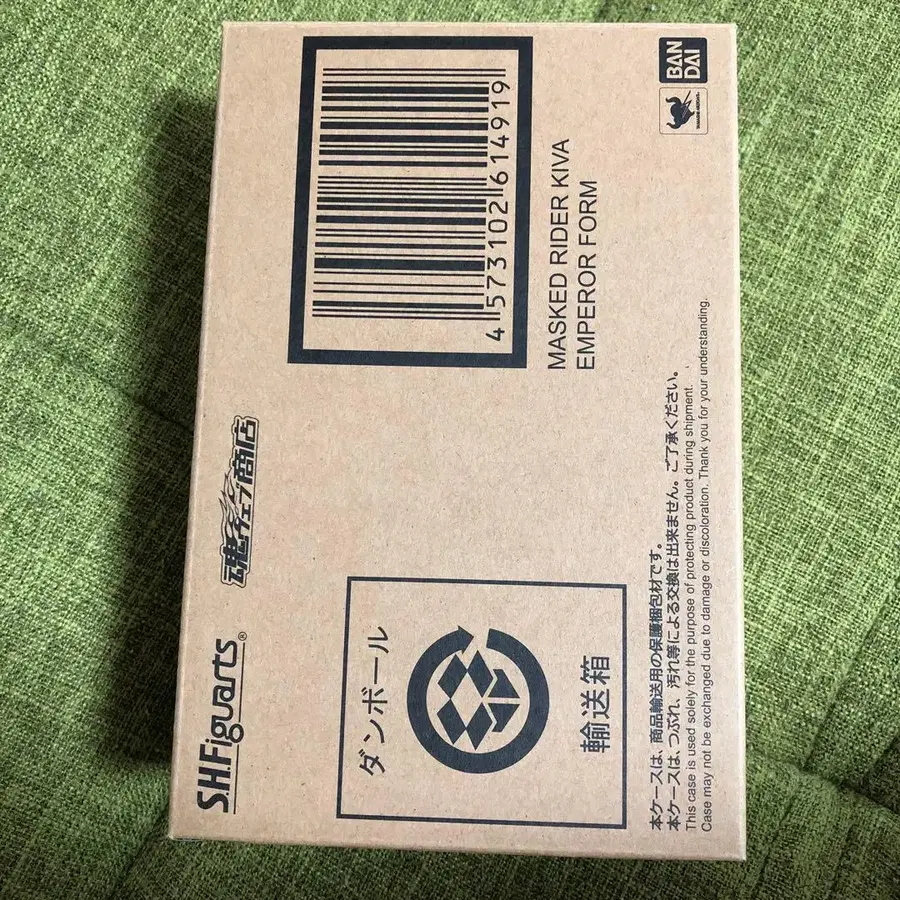 S.H.Figuarts®
魂ウェブ商店
4 573102 614919
MASKED RIDER KIVA
EMPEROR FORM
BAN
DAI
ダンボール
輸送箱
本ケースは、商品輸送用の保護梱包材です。
本ケースは、つぶれ、汚れ等による交換は出来ません。ご了承ください。
This case is used solely for the purpose of protecting product during shipment.
Case may not be exchanged due to damage or discoloration. Thank you for your understanding.